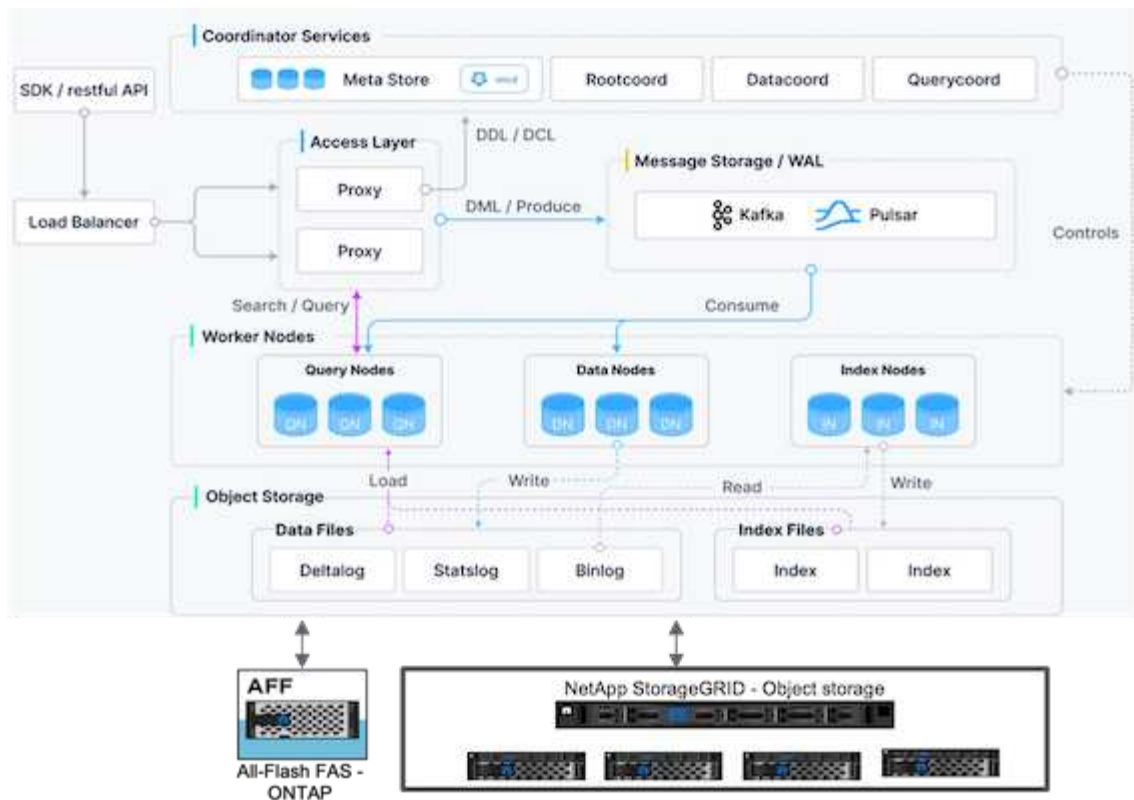 Coordinator Services
Meta Store
etcd
Rootcoord
Datacoord
Querycoord
SDK / restful API
DDL / DCL
Access Layer
Proxy
Proxy
Load Balancer
Message Storage / WAL
DML / Produce
Kafka
Pulsar
Controls
Search / Query
Consume
Worker Nodes
Query Nodes
QN
QN
QN
Data Nodes
DN
DN
DN
Index Nodes
IN
IN
IN
Load
Write
Read
Write
Object Storage
Data Files
Deltalog
Statslog
Binlog
Index Files
Index
Index
AFF
All-Flash FAS -
ONTAP
NetApp StorageGRID - Object storage